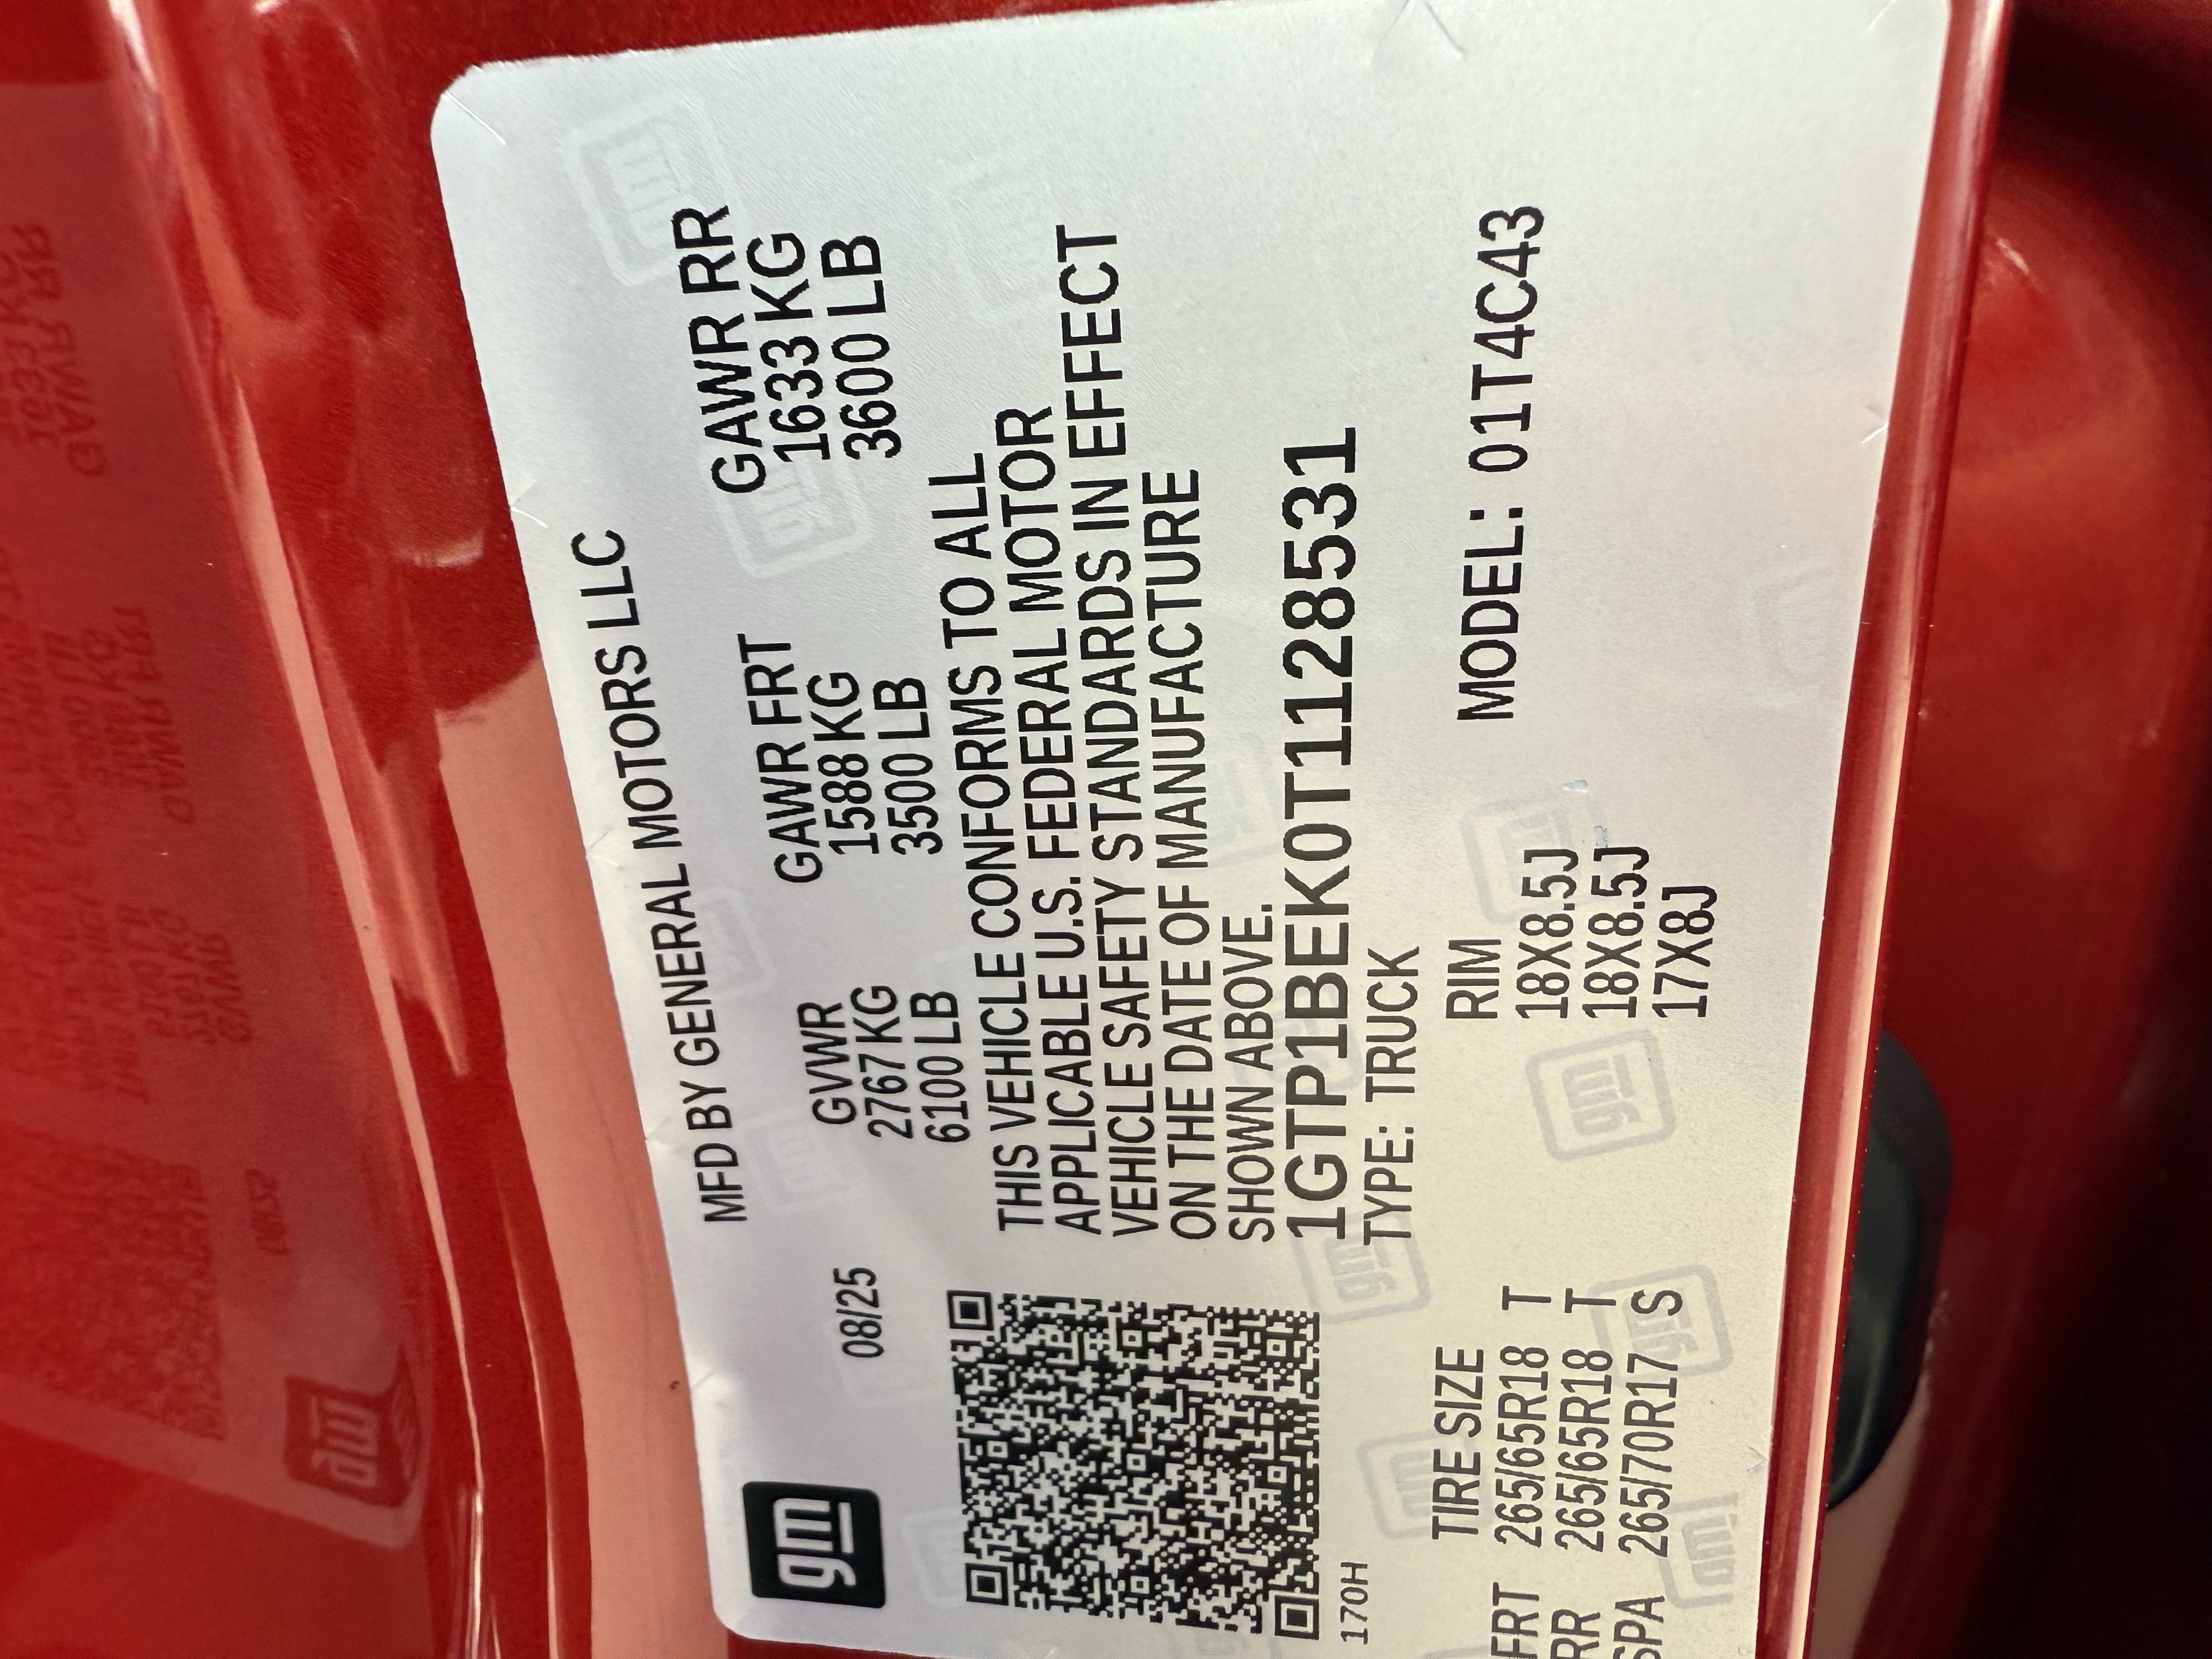 gm
MFD BY GENERAL MOTORS LLC
08/25 GVWR GAWR FRT GAWR RR
2767 KG 1588 KG 1633 KG
6100 LB 3500 LB 3600 LB
THIS VEHICLE CONFORMS TO ALL
APPLICABLE U.S. FEDERAL MOTOR
VEHICLE SAFETY STANDARDS IN EFFECT
ON THE DATE OF MANUFACTURE
SHOWN ABOVE.
1GTP1BEK0T1128531
170H TYPE: TRUCK
TIRE SIZE RIM MODEL: 01T4C43
FRT 265/65R18 T 18X8.5J
RR 265/65R18 T 18X8.5J
SPA 265/70R17 S 17X8J